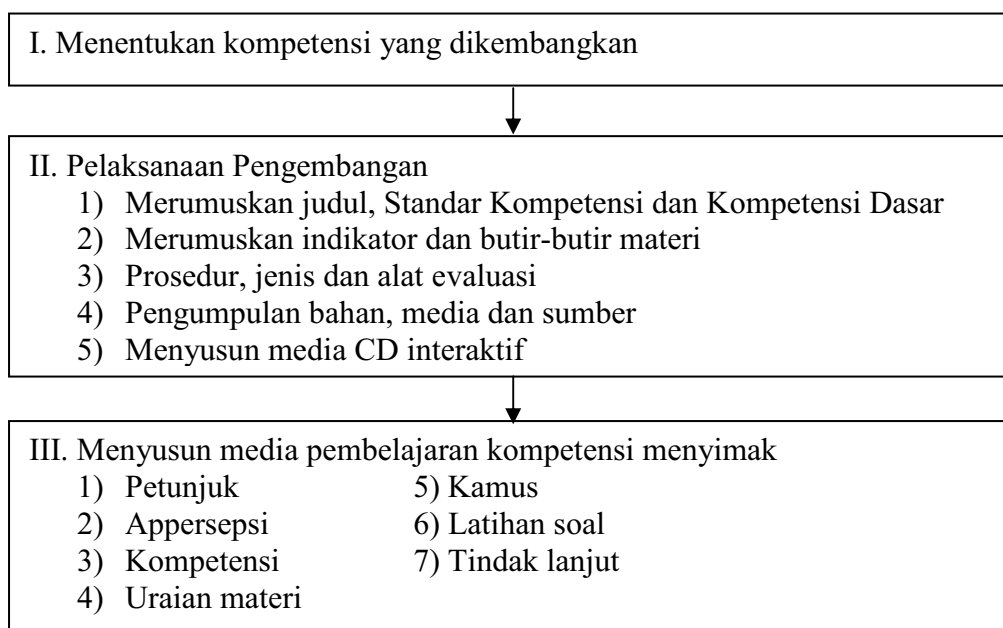 I. Menentukan kompetensi yang dikembangkan
II. Pelaksanaan Pengembangan
1) Merumuskan judul, Standar Kompetensi dan Kompetensi Dasar
2) Merumuskan indikator dan butir-butir materi
3) Prosedur, jenis dan alat evaluasi
4) Pengumpulan bahan, media dan sumber
5) Menyusun media CD interaktif
III. Menyusun media pembelajaran kompetensi menyimak
1) Petunjuk
2) Appersepsi
3) Kompetensi
4) Uraian materi
5) Kamus
6) Latihan soal
7) Tindak lanjut